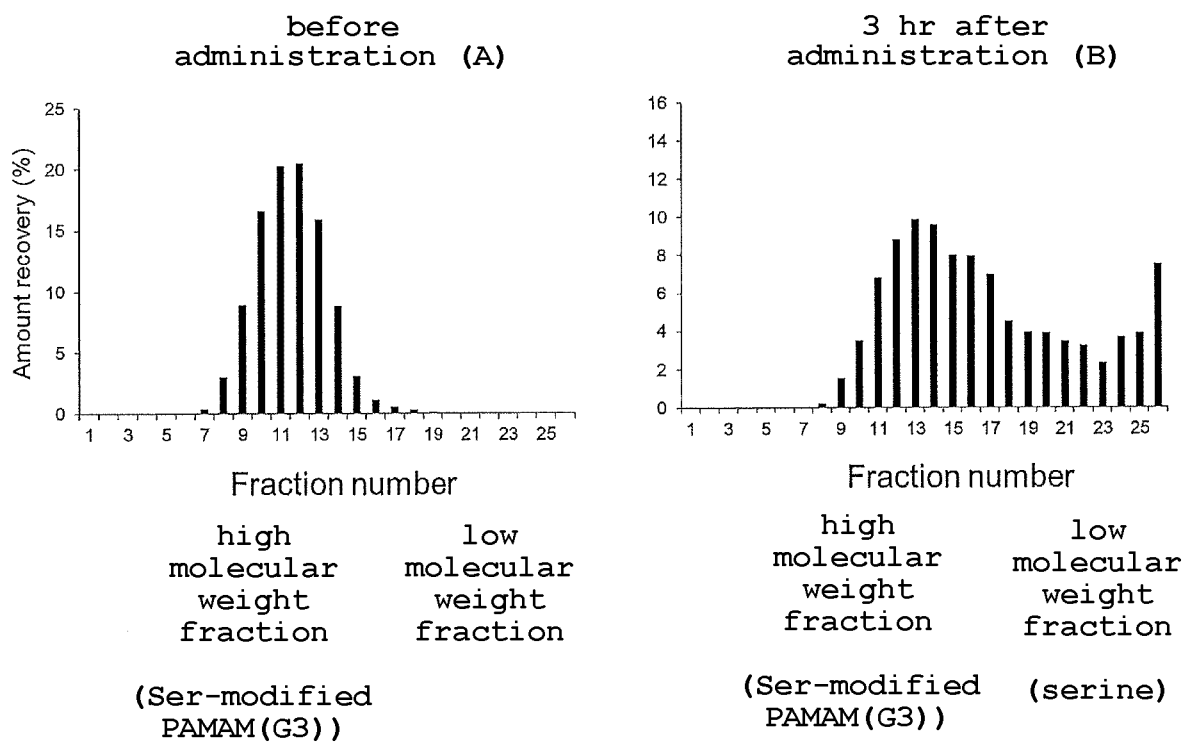 before
administration (A)
25
20
15
10
5
0
Amount recovery (%)
1 3 5 7 9 11 13 15 17 19 21 23 25
Fraction number
high
molecular
weight
fraction
low
molecular
weight
fraction
(Ser-modified
PAMAM(G3))
3 hr after
administration (B)
16
14
12
10
8
6
4
2
0
1 3 5 7 9 11 13 15 17 19 21 23 25
Fraction number
high
molecular
weight
fraction
low
molecular
weight
fraction
(Ser-modified
PAMAM(G3))
(serine)